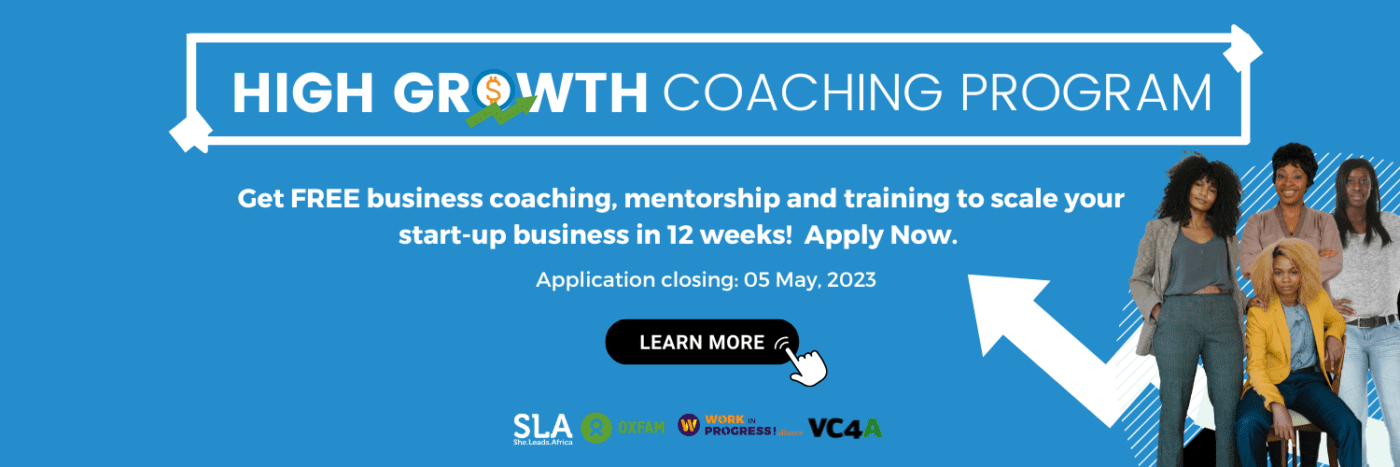 HIGH GROWTH COACHING PROGRAM
Get FREE business coaching, mentorship and training to scale your
start-up business in 12 weeks!  Apply Now.
Application closing: 05 May, 2023
LEARN MORE
SLA
She.Leads.Africa
OXFAM
W
WORK IN
PROGRESS! alliance
VC4A